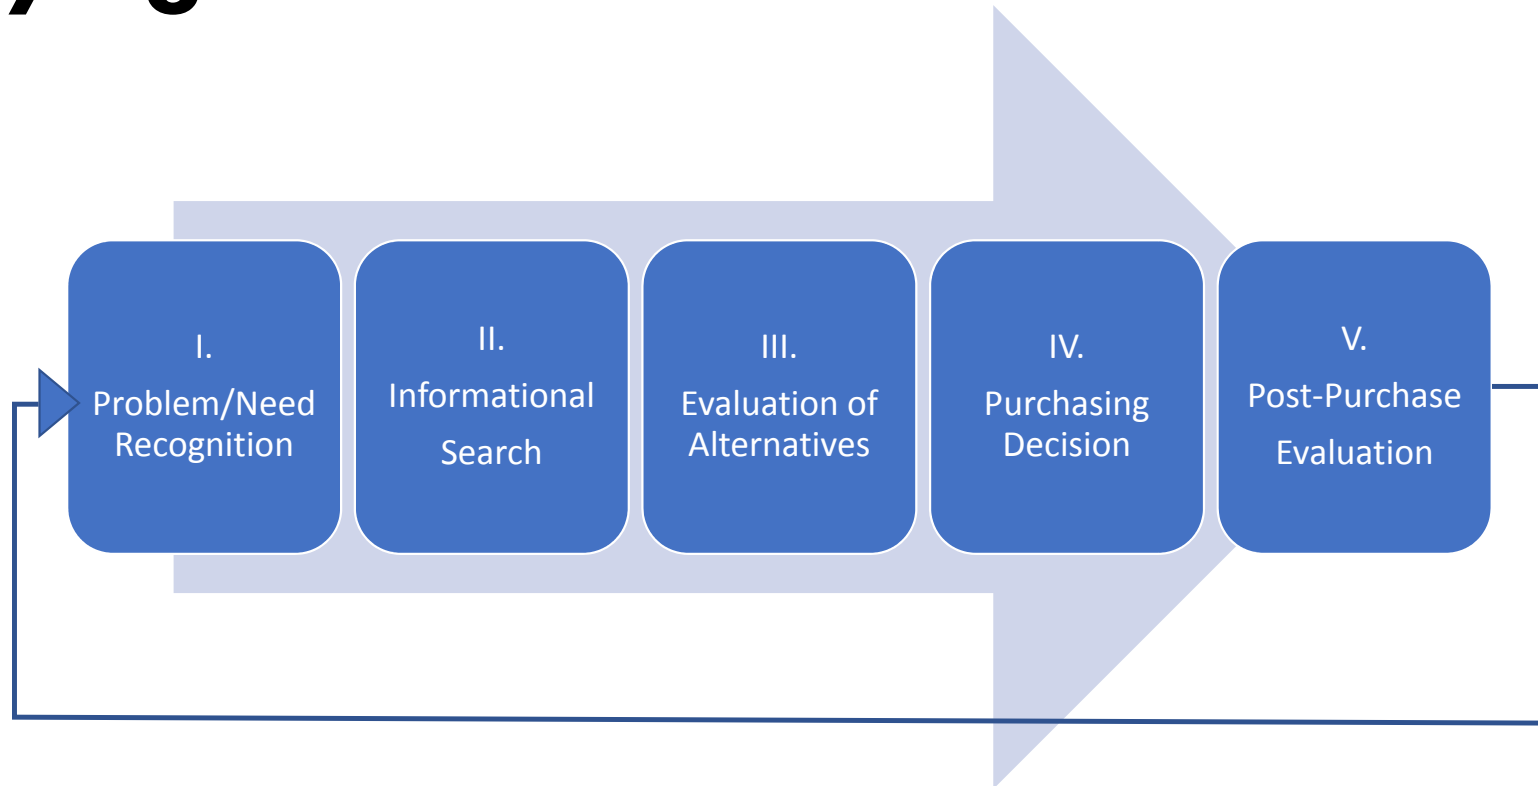 I.
Problem/Need
Recognition
II.
Informational
Search
III.
Evaluation of
Alternatives
IV.
Purchasing
Decision
V.
Post-Purchase
Evaluation